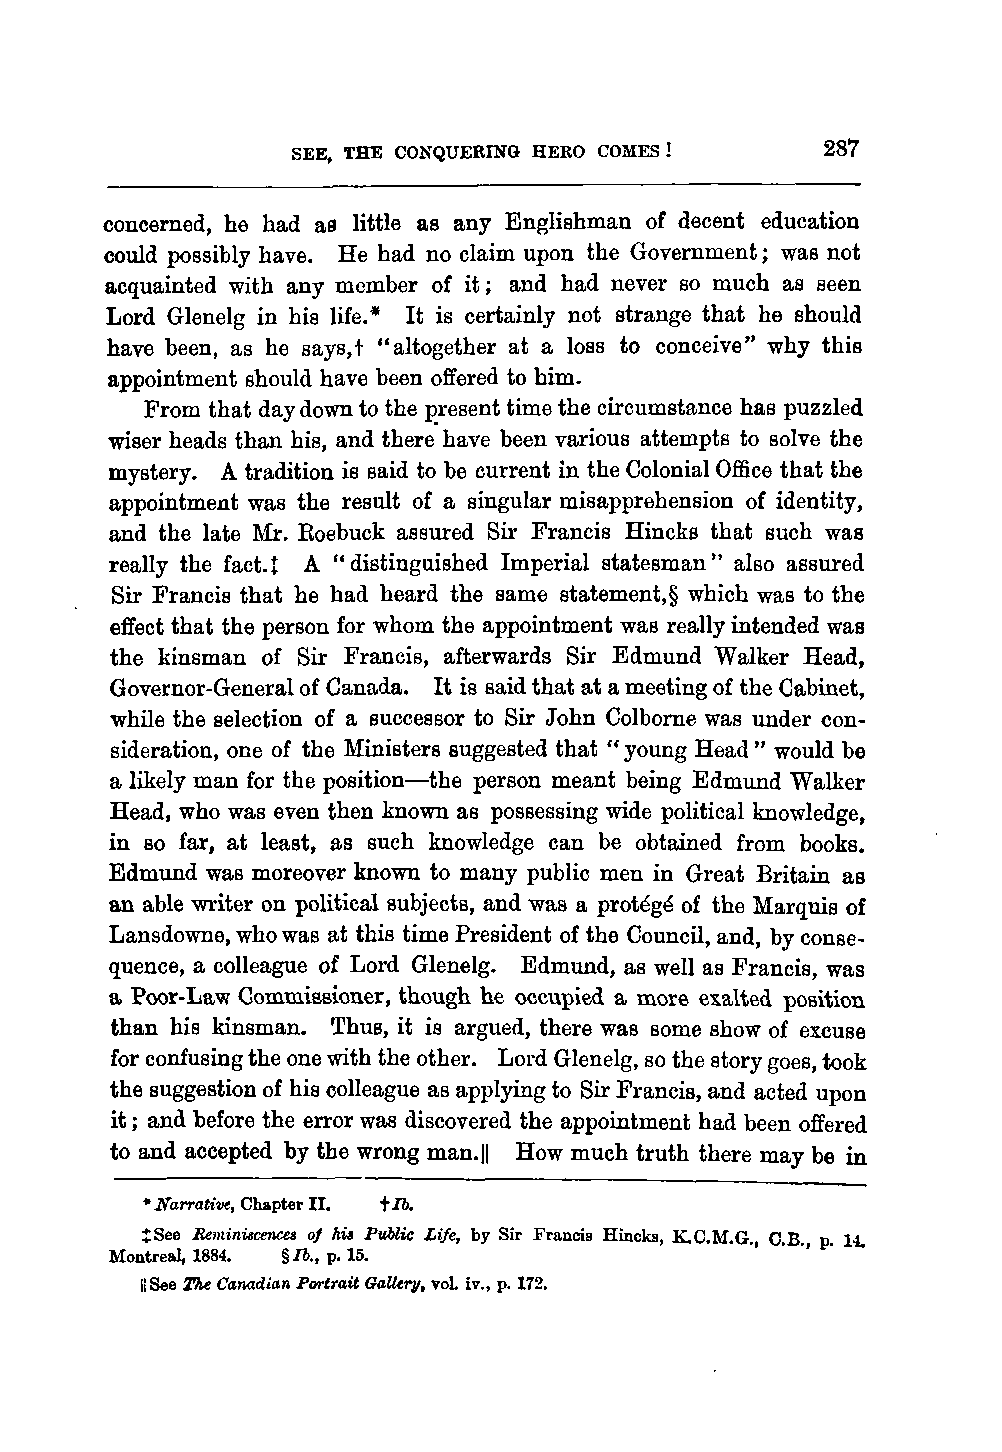 SEE, THE CONQUERING HERO COMES! 287
concerned, he had as little as any Englishman of decent education
could possibly have. He had no claim upon the Government; was not
acquainted with any member of it; and had never so much as seen
Lord Glenelg in his life.* It is certainly not strange that he should
have been, as he says,† “altogether at a loss to conceive” why this
appointment should have been offered to him.
From that day down to the present time the circumstance has puzzled
wiser heads than his, and there have been various attempts to solve the
mystery. A tradition is said to be current in the Colonial Office that the
appointment was the result of a singular misapprehension of identity,
and the late Mr. Roebuck assured Sir Francis Hincks that such was
really the fact.‡ A “distinguished Imperial statesman” also assured
Sir Francis that he had heard the same statement,§ which was to the
effect that the person for whom the appointment was really intended was
the kinsman of Sir Francis, afterwards Sir Edmund Walker Head,
Governor-General of Canada. It is said that at a meeting of the Cabinet,
while the selection of a successor to Sir John Colborne was under con-
sideration, one of the Ministers suggested that “young Head” would be
a likely man for the position—the person meant being Edmund Walker
Head, who was even then known as possessing wide political knowledge,
in so far, at least, as such knowledge can be obtained from books.
Edmund was moreover known to many public men in Great Britain as
an able writer on political subjects, and was a protégé of the Marquis of
Lansdowne, who was at this time President of the Council, and, by conse-
quence, a colleague of Lord Glenelg. Edmund, as well as Francis, was
a Poor-Law Commissioner, though he occupied a more exalted position
than his kinsman. Thus, it is argued, there was some show of excuse
for confusing the one with the other. Lord Glenelg, so the story goes, took
the suggestion of his colleague as applying to Sir Francis, and acted upon
it; and before the error was discovered the appointment had been offered
to and accepted by the wrong man.‖ How much truth there may be in
* Narrative, Chapter II. † Ib.
‡ See Reminiscences of his Public Life, by Sir Francis Hincks, K.C.M.G., C.B., p. 14.
Montreal, 1884. § Ib., p. 15.
‖ See The Canadian Portrait Gallery, vol. iv., p. 172.